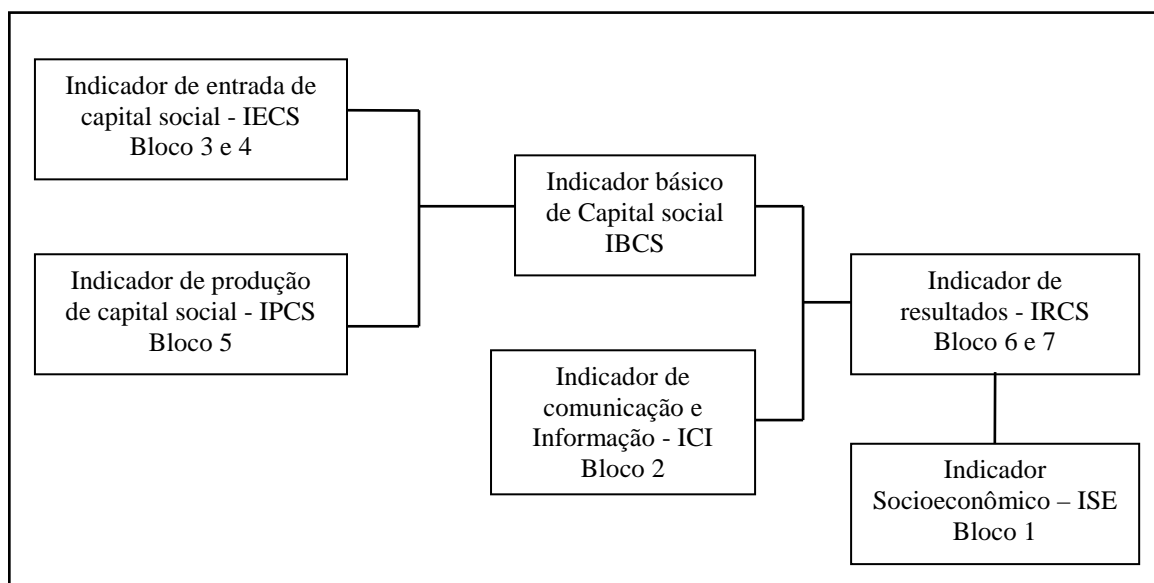 Indicador de entrada de
capital social - IECS
Bloco 3 e 4
Indicador de produção
de capital social - IPCS
Bloco 5
Indicador básico
de Capital social
IBCS
Indicador de
comunicação e
Informação - ICI
Bloco 2
Indicador de
resultados - IRCS
Bloco 6 e 7
Indicador
Socioeconômico – ISE
Bloco 1